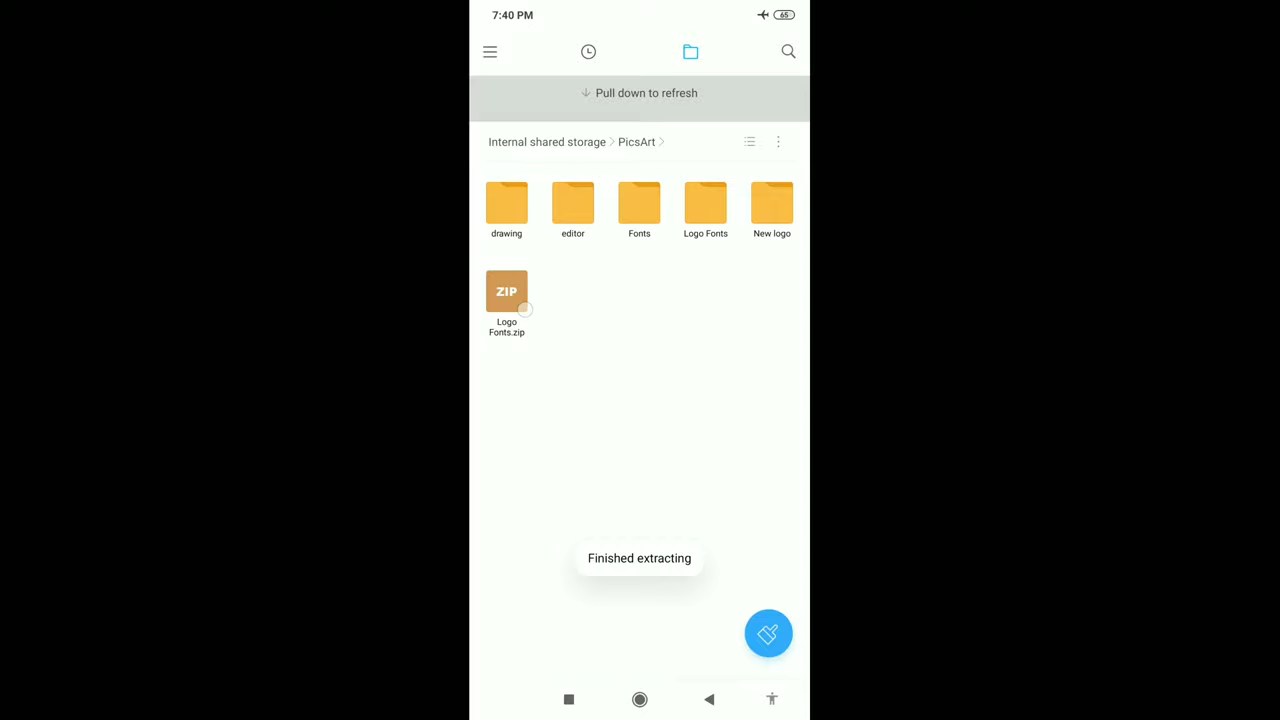 7:40 PM
65
Pull down to refresh
Internal shared storage PicsArt
drawing
editor
Fonts
Logo Fonts
New logo
ZIP
Logo
Fonts.zip
Finished extracting